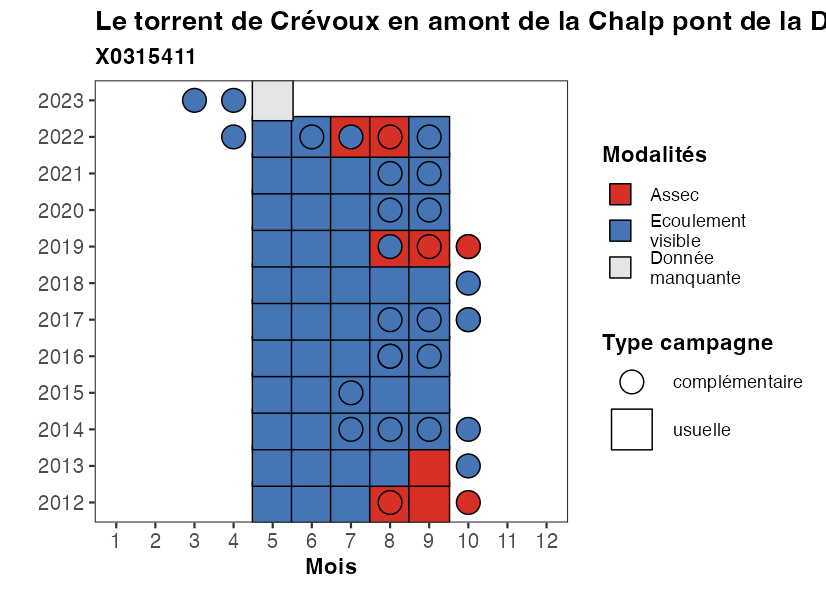 Le torrent de Crévoux en amont de la Chalp pont de la D
X0315411
2023
2022
2021
2020
2019
2018
2017
2016
2015
2014
2013
2012
1 2 3 4 5 6 7 8 9 10 11 12
Mois
Modalités
Assec
Ecoulement
visible
Donnée
manquante
Type campagne
complémentaire
usuelle